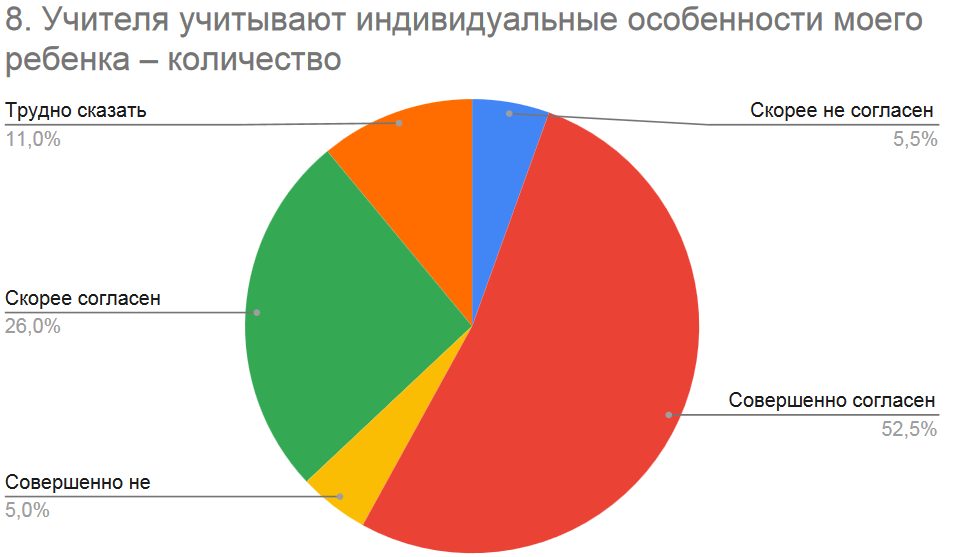 8. Учителя учитывают индивидуальные особенности моего
ребенка – количество
Трудно сказать
11,0%
Скорее не согласен
5,5%
Скорее согласен
26,0%
Совершенно согласен
52,5%
Совершенно не
5,0%